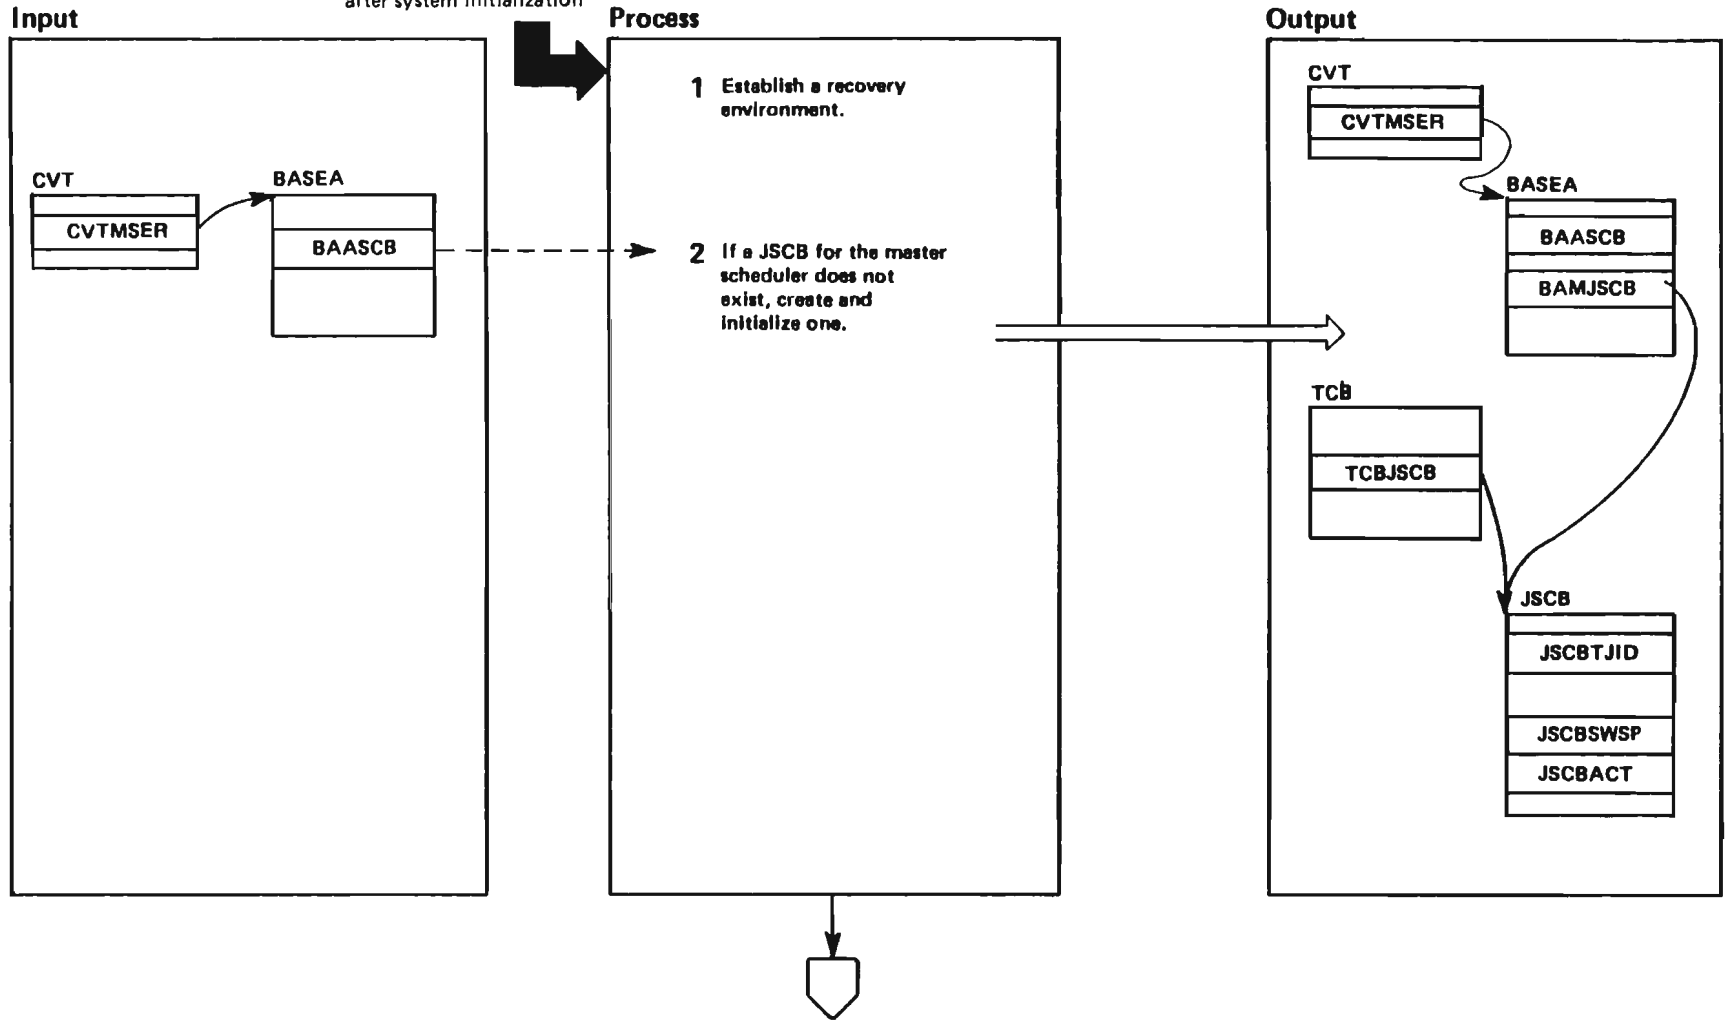 after system initialization
Input
Process
Output
CVT
CVTMSER
BASEA
BAASCB
1 Establish a recovery
environment.
2 If a JSCB for the master
scheduler does not
exist, create and
initialize one.
CVT
CVTMSER
BASEA
BAASCB
BAMJSCB
TCB
TCBJSCB
JSCB
JSCBTJID
JSCBSWSP
JSCBACT